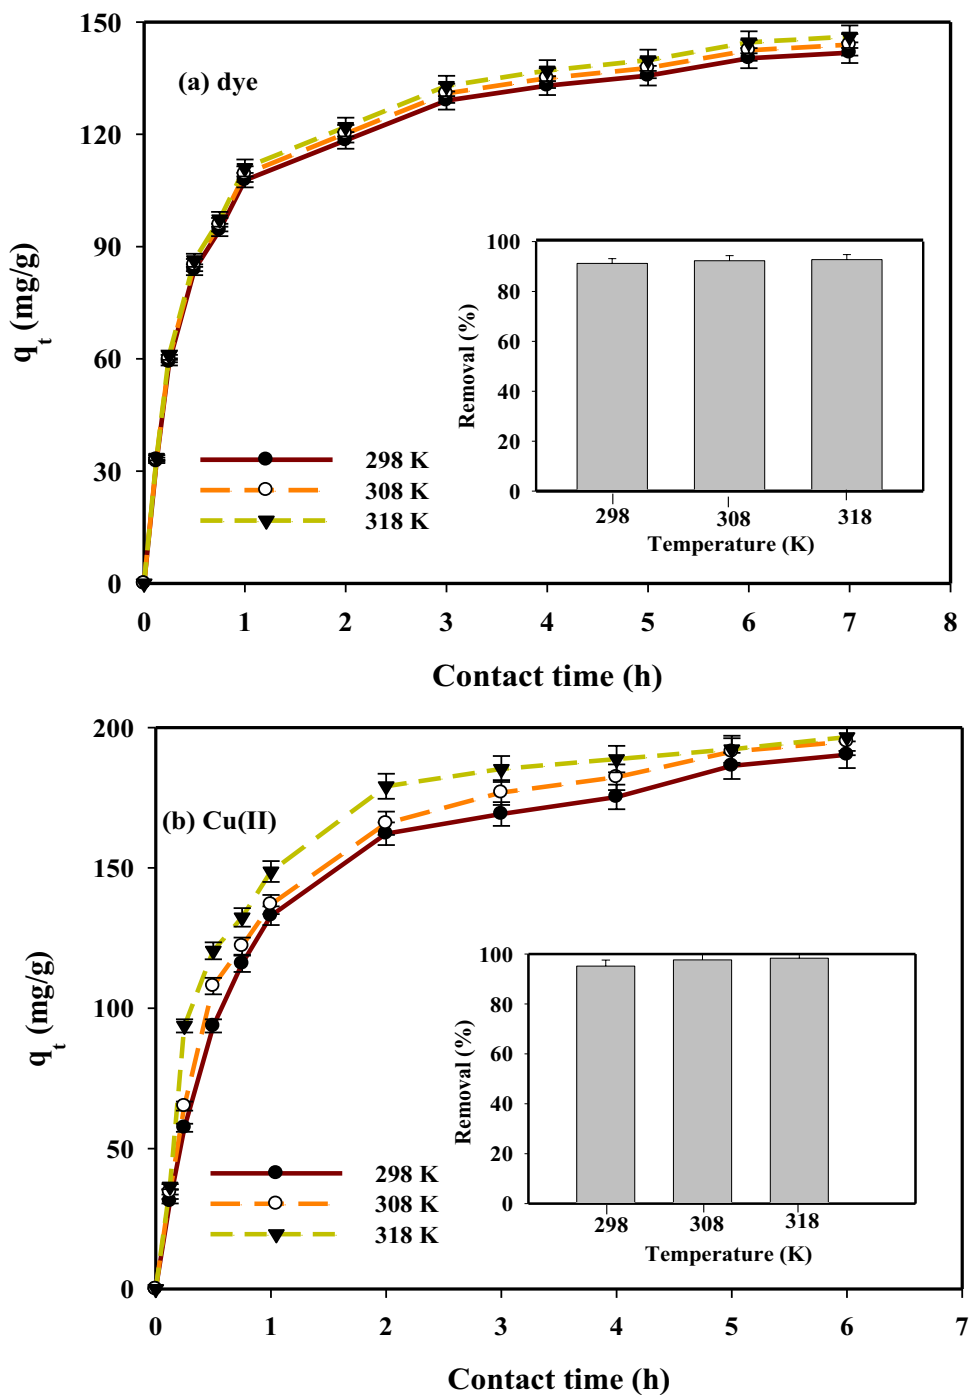 150
(a) dye
120
90
60
30
0
q_t (mg/g)
298 K
308 K
318 K
100
80
60
40
20
0
Removal (%)
298
308
318
Temperature (K)
0 1 2 3 4 5 6 7 8
Contact time (h)
200
(b) Cu(II)
150
100
50
0
q_t (mg/g)
298 K
308 K
318 K
100
80
60
40
20
0
Removal (%)
298 308 318
Temperature (K)
0 1 2 3 4 5 6 7
Contact time (h)